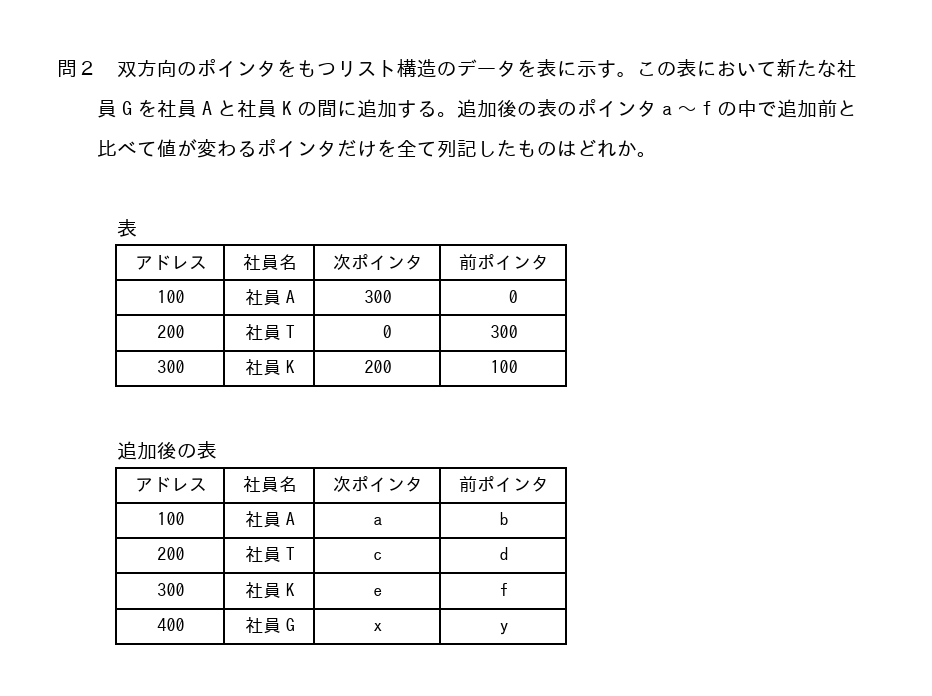 問2 双方向のポインタをもつリスト構造のデータを表に示す。この表において新たな社
員Gを社員Aと社員Kの間に追加する。追加後の表のポインタa～fの中で追加前と
比べて値が変わるポインタだけを全て列記したものはどれか。
表
アドレス 社員名 次ポインタ 前ポインタ
100 社員A 300 0
200 社員T 0 300
300 社員K 200 100
追加後の表
アドレス 社員名 次ポインタ 前ポインタ
100 社員A a b
200 社員T c d
300 社員K e f
400 社員G x y